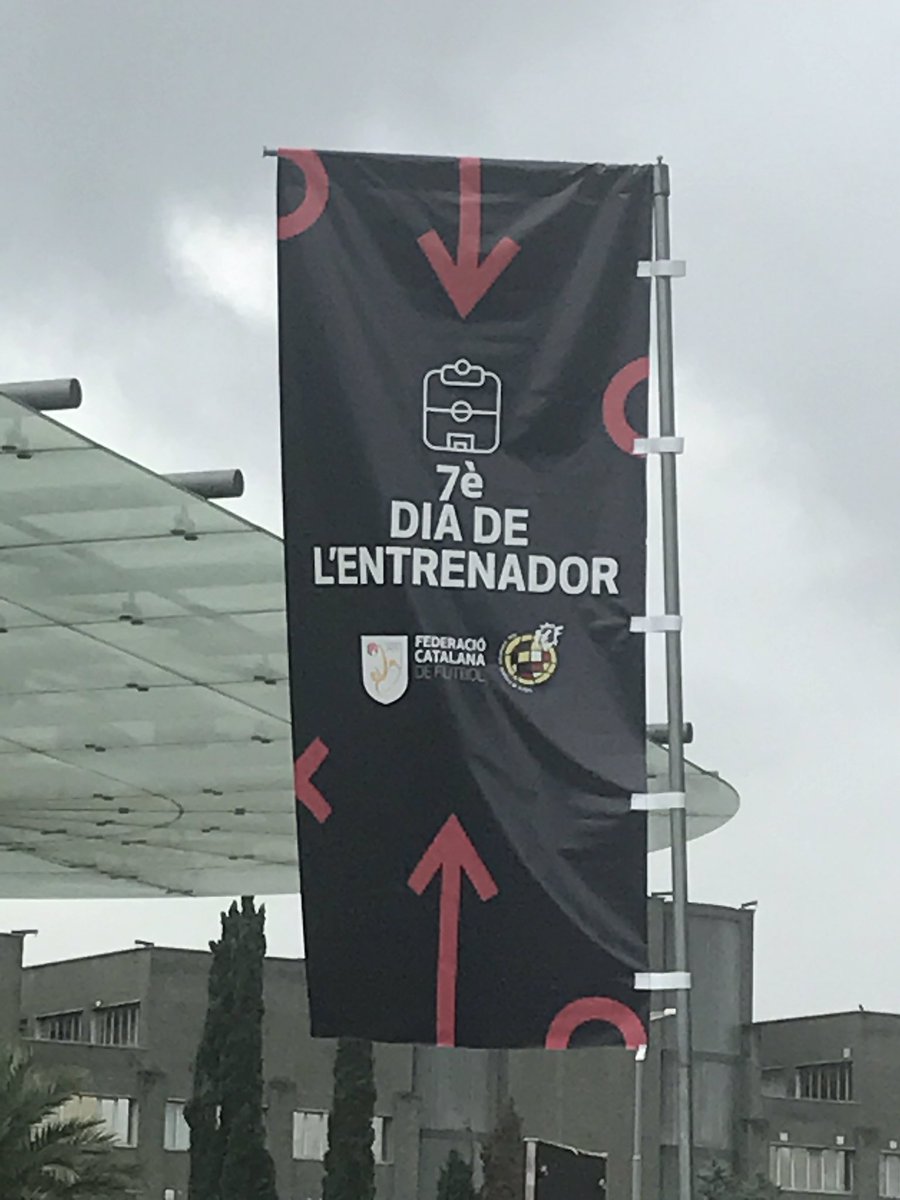 7è
DIA DE
L'ENTRENADOR
FEDERACIÓ
CATALANA
DE FUTBOL